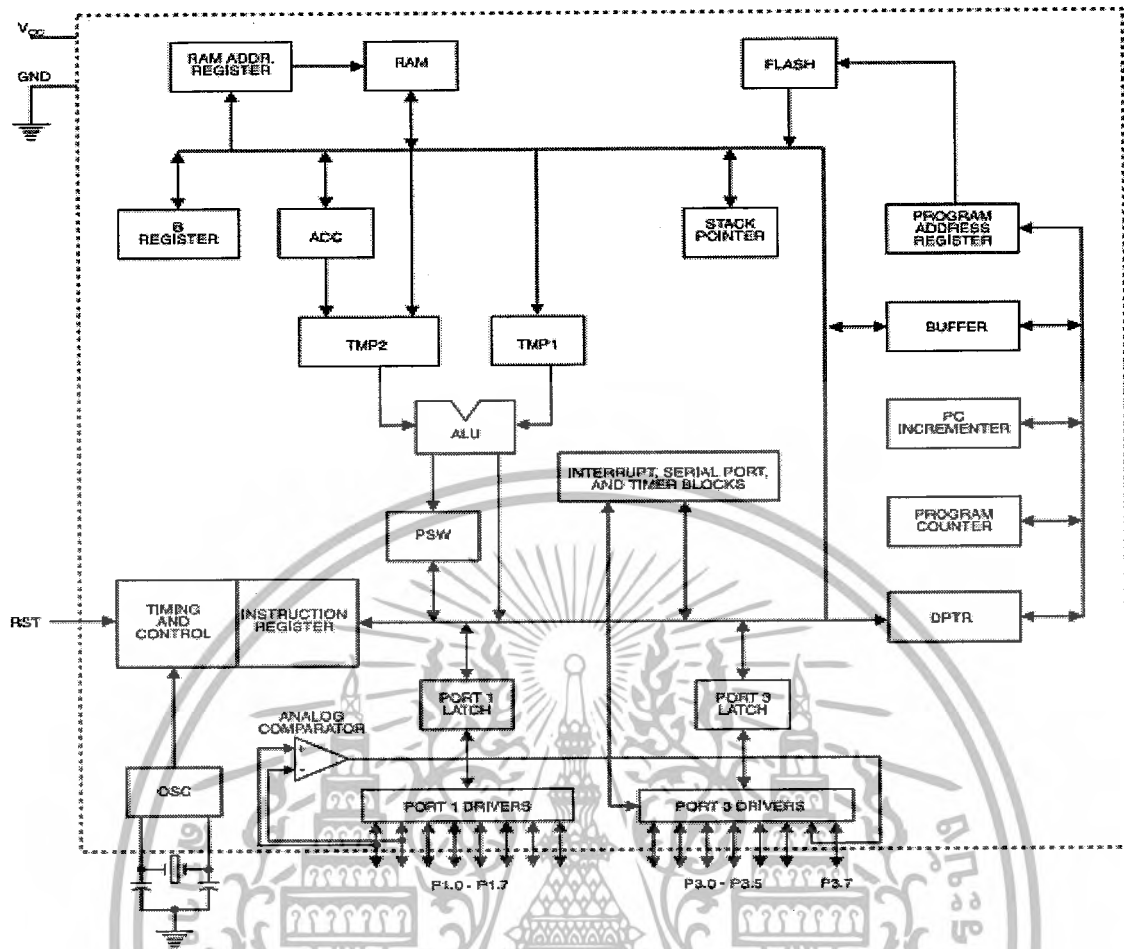 VCC
GND
RAM ADDR.
REGISTER
RAM
FLASH
B
REGISTER
ACC
STACK
POINTER
PROGRAM
ADDRESS
REGISTER
TMP2
TMP1
BUFFER
ALU
PC
INCREMENTER
INTERRUPT, SERIAL PORT,
AND TIMER BLOCKS
PSW
PROGRAM
COUNTER
RST
TIMING
AND
CONTROL
INSTRUCTION
REGISTER
DPTR
PORT 1
LATCH
PORT 3
LATCH
ANALOG
COMPARATOR
+
-
OSC
PORT 1 DRIVERS
PORT 3 DRIVERS
P1.0 - P1.7
P3.0 - P3.5
P3.7